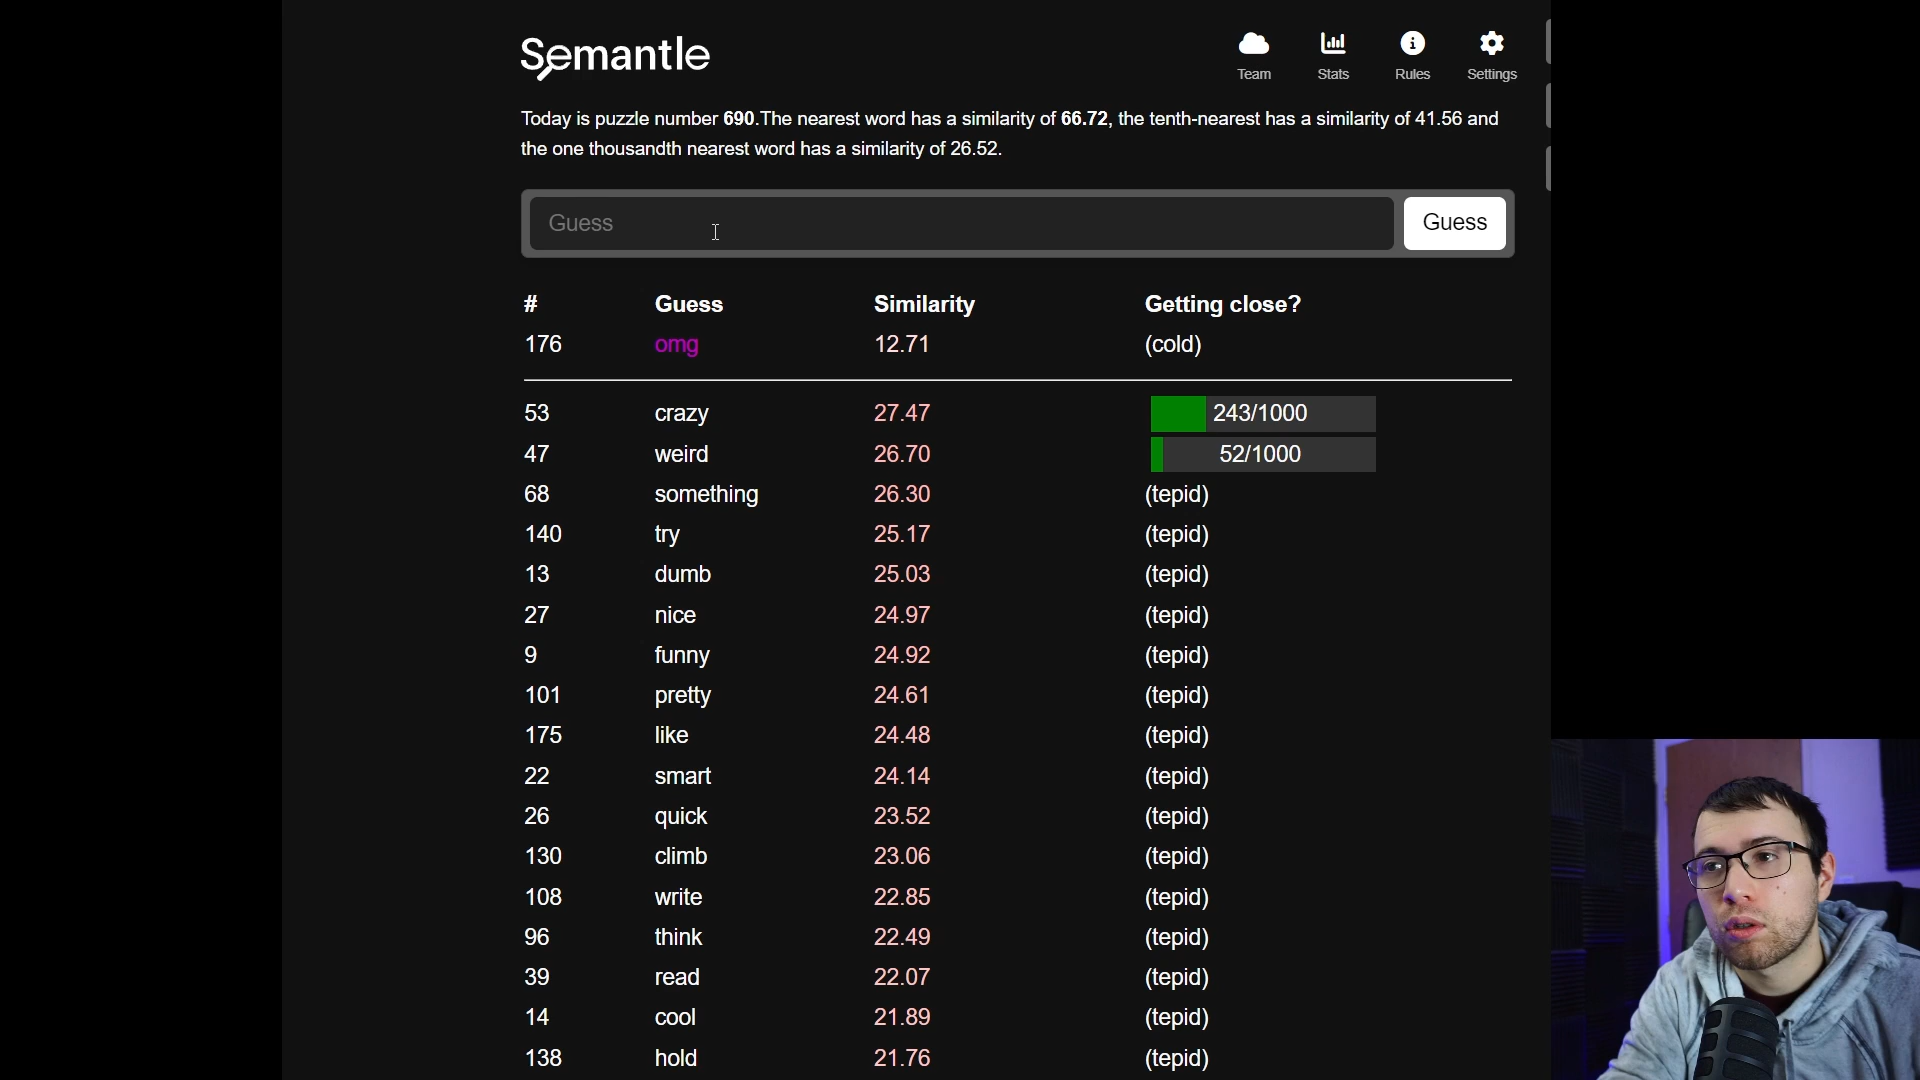 Semantle
Team Stats Rules Settings
Today is puzzle number 690.The nearest word has a similarity of 66.72, the tenth-nearest has a similarity of 41.56 and
the one thousandth nearest word has a similarity of 26.52.
Guess Guess
# Guess Similarity Getting close?
176 omg 12.71 (cold)
53 crazy 27.47 243/1000
47 weird 26.70 52/1000
68 something 26.30 (tepid)
140 try 25.17 (tepid)
13 dumb 25.03 (tepid)
27 nice 24.97 (tepid)
9 funny 24.92 (tepid)
101 pretty 24.61 (tepid)
175 like 24.48 (tepid)
22 smart 24.14 (tepid)
26 quick 23.52 (tepid)
130 climb 23.06 (tepid)
108 write 22.85 (tepid)
96 think 22.49 (tepid)
39 read 22.07 (tepid)
14 cool 21.89 (tepid)
138 hold 21.76 (tepid)